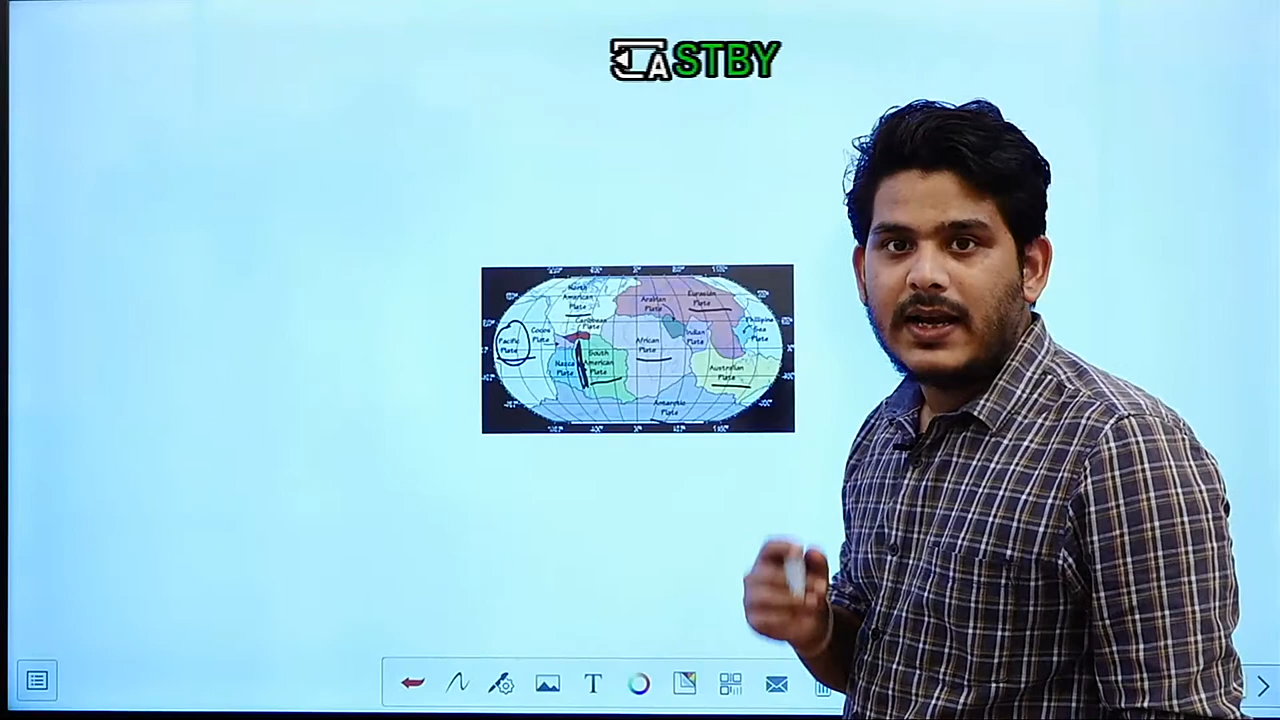 A STBY
North
American
Plate
Arabian
Plate
Eurasian
Plate
Caribbean
Plate
Cocos
Plate
Pacific
Plate
African
Plate
Indian
Plate
Philipine
Sea
Plate
Nazca
Plate
South
American
Plate
Australian
Plate
Antarctic
Plate
T